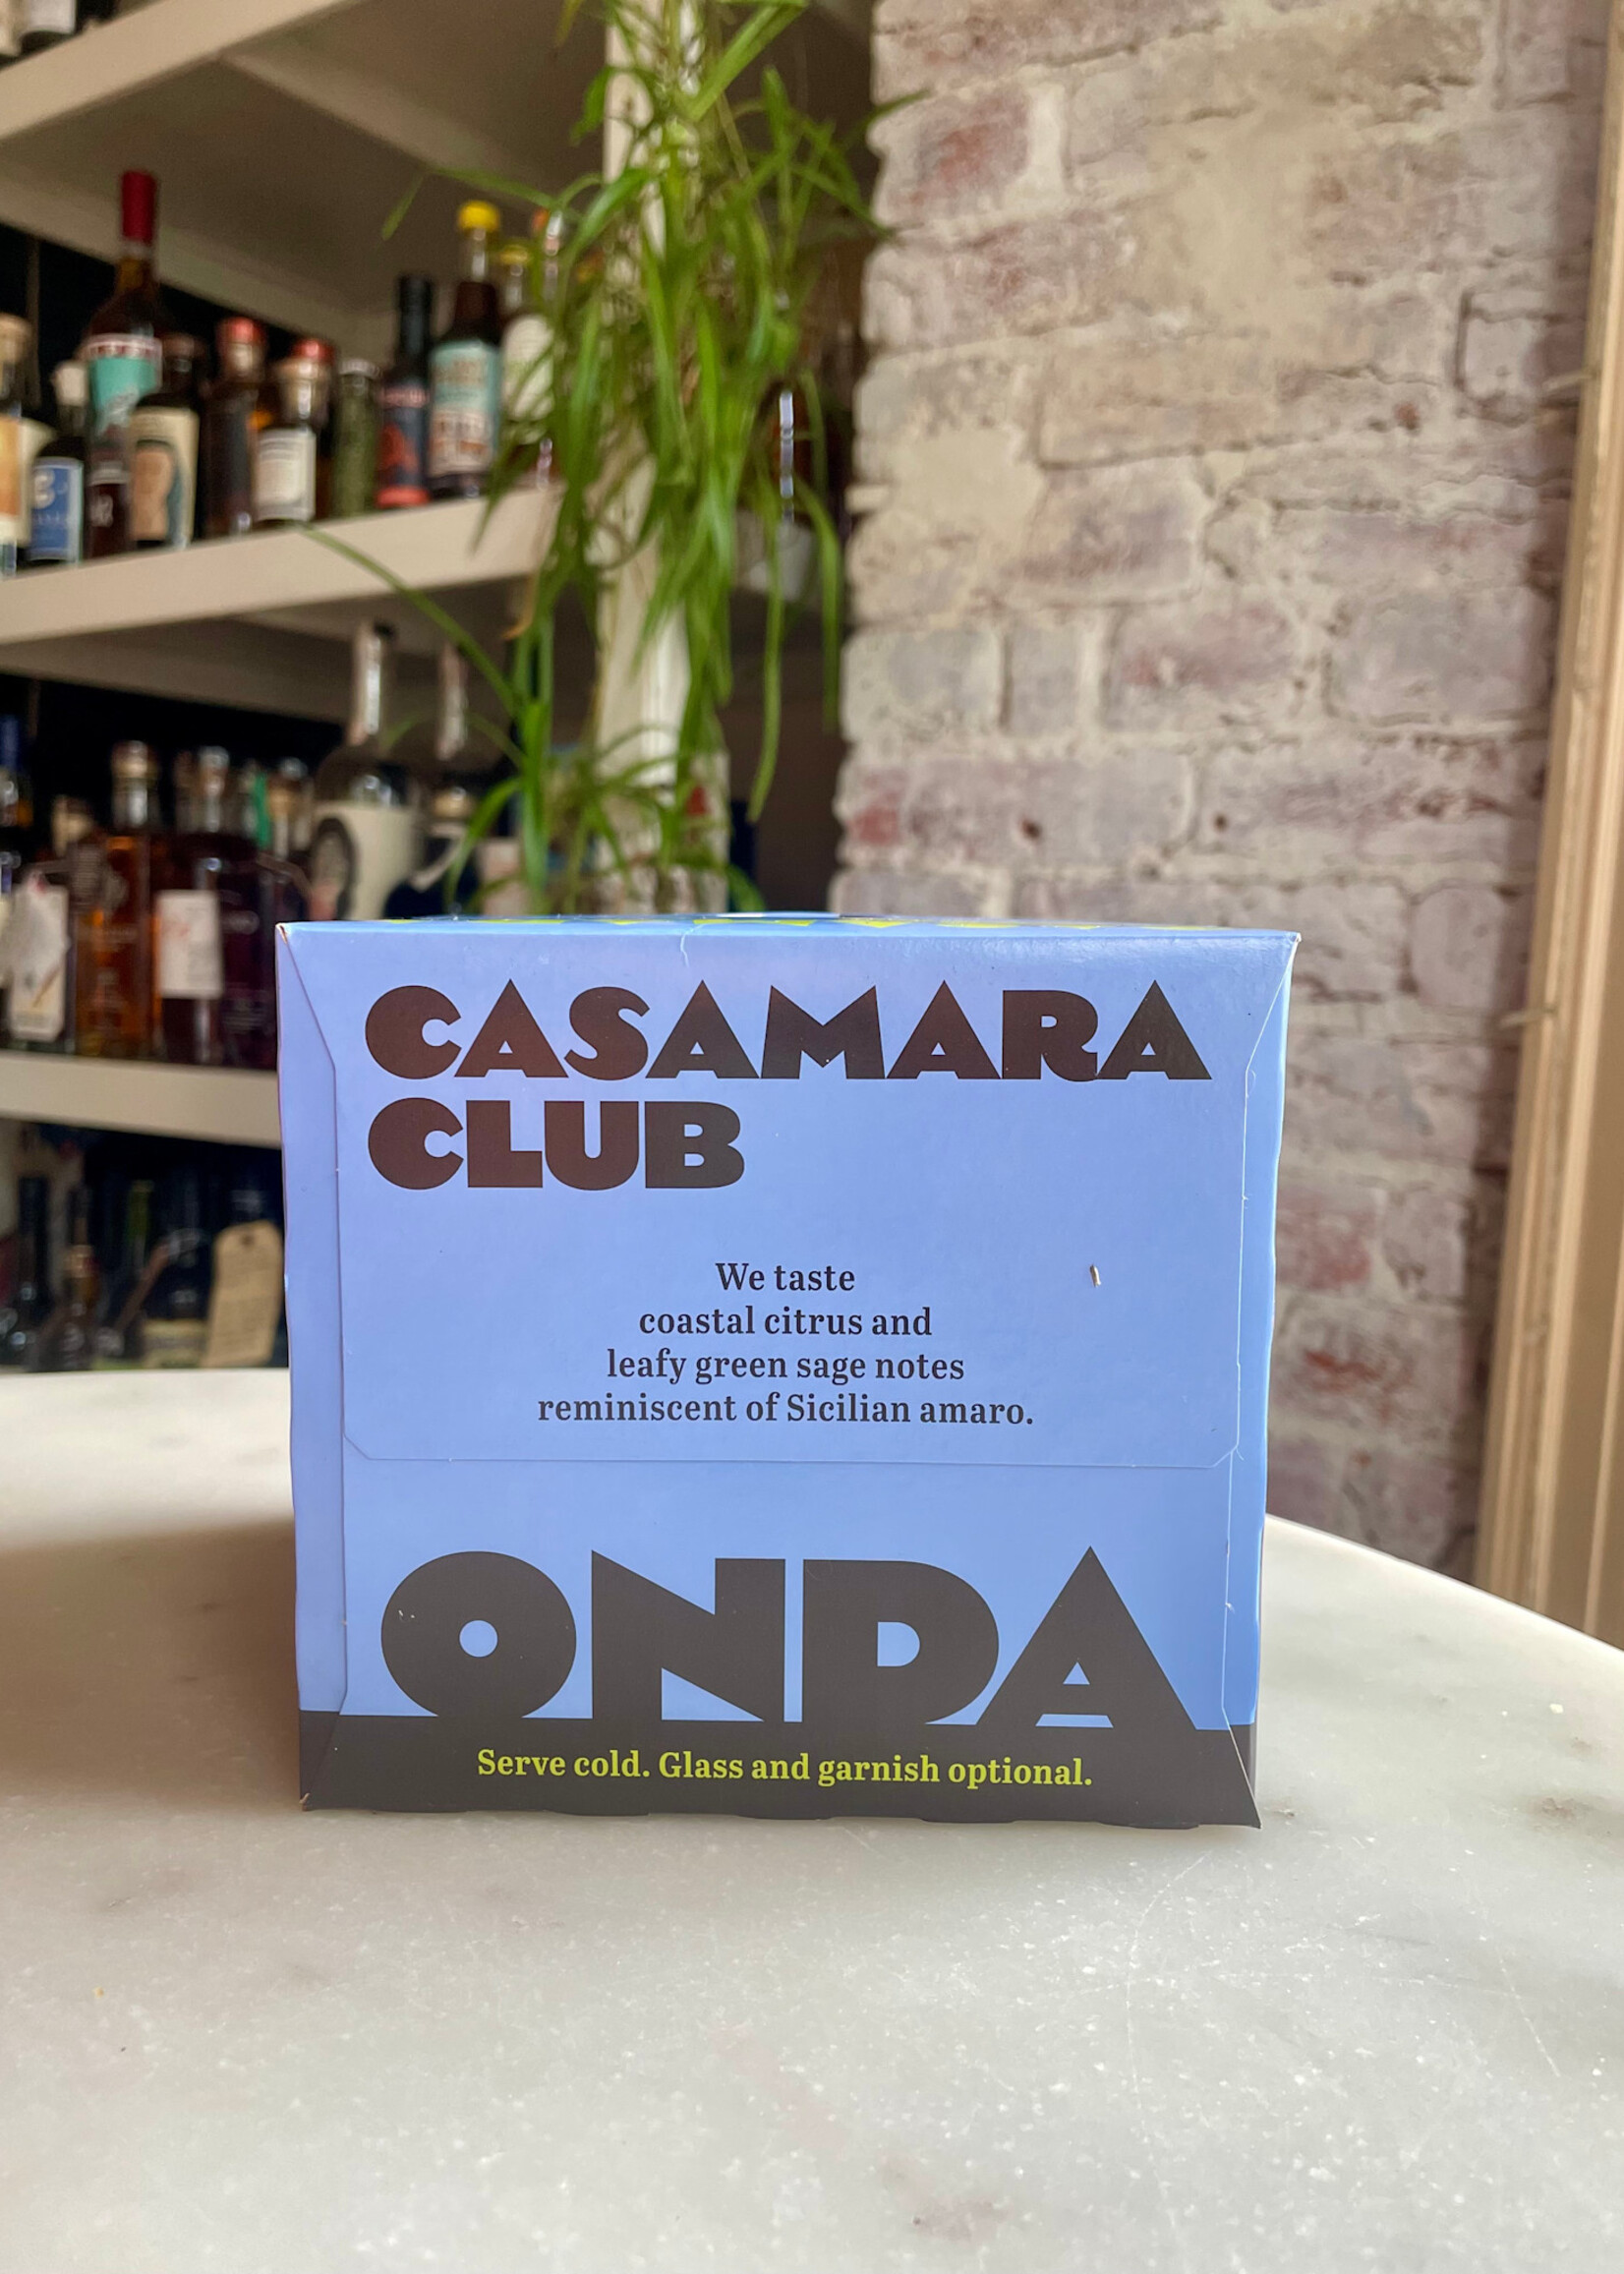 CASAMARA
CLUB
We taste
coastal citrus and
leafy green sage notes
reminiscent of Sicilian amaro.
ONDA
Serve cold. Glass and garnish optional.